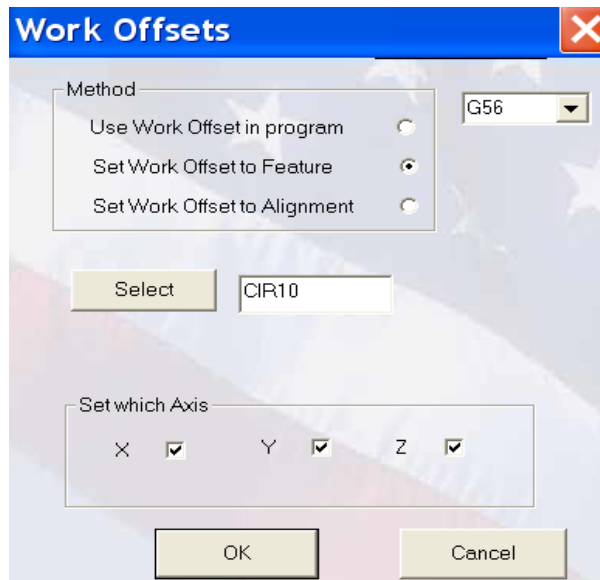 Work Offsets
Method
G56
Use Work Offset in program
Set Work Offset to Feature
Set Work Offset to Alignment
Select CIR10
Set which Axis
X Y Z
OK Cancel